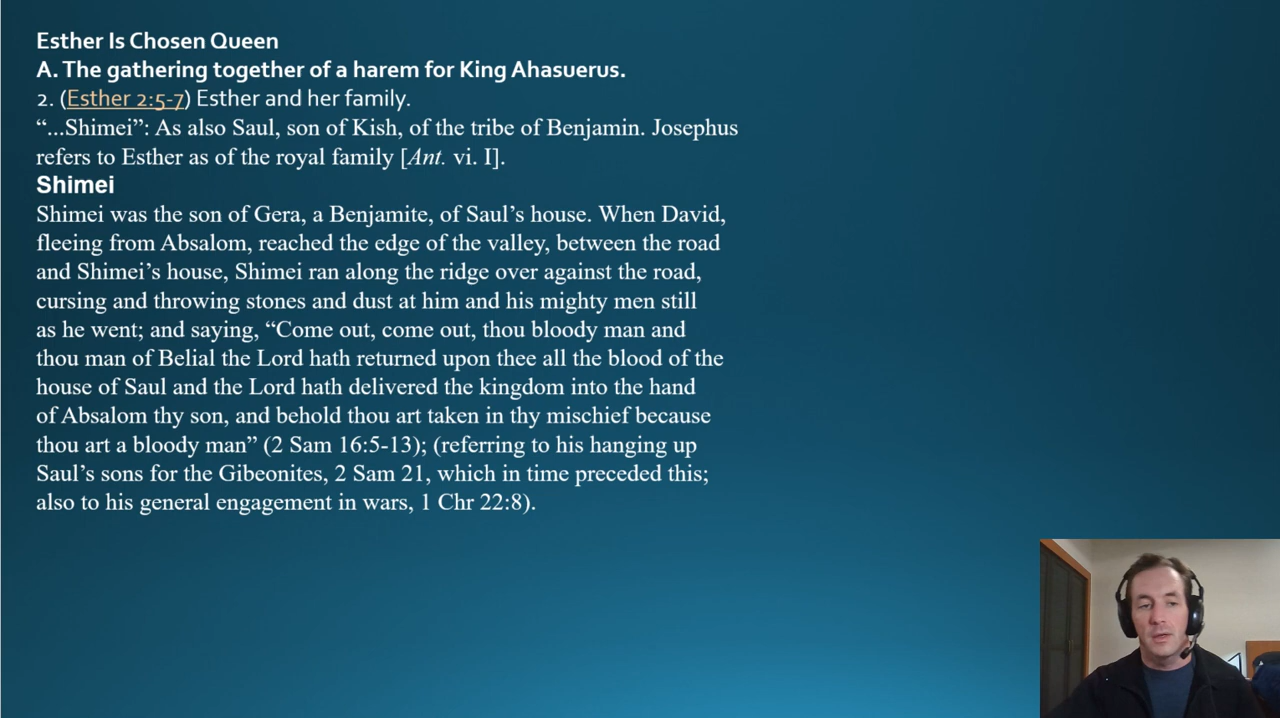 Esther Is Chosen Queen
A. The gathering together of a harem for King Ahasuerus.
2. (Esther 2:5-7) Esther and her family.
“...Shimei”: As also Saul, son of Kish, of the tribe of Benjamin. Josephus
refers to Esther as of the royal family [Ant. vi. I].
Shimei
Shimei was the son of Gera, a Benjamite, of Saul’s house. When David,
fleeing from Absalom, reached the edge of the valley, between the road
and Shimei’s house, Shimei ran along the ridge over against the road,
cursing and throwing stones and dust at him and his mighty men still
as he went; and saying, “Come out, come out, thou bloody man and
thou man of Belial the Lord hath returned upon thee all the blood of the
house of Saul and the Lord hath delivered the kingdom into the hand
of Absalom thy son, and behold thou art taken in thy mischief because
thou art a bloody man” (2 Sam 16:5-13); (referring to his hanging up
Saul’s sons for the Gibeonites, 2 Sam 21, which in time preceded this;
also to his general engagement in wars, 1 Chr 22:8).